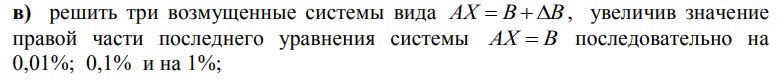 в) решить три возмущенные системы вида AX = B + ΔB, увеличив значение
правой части последнего уравнения системы AX = B последовательно на
0,01%; 0,1% и на 1%;